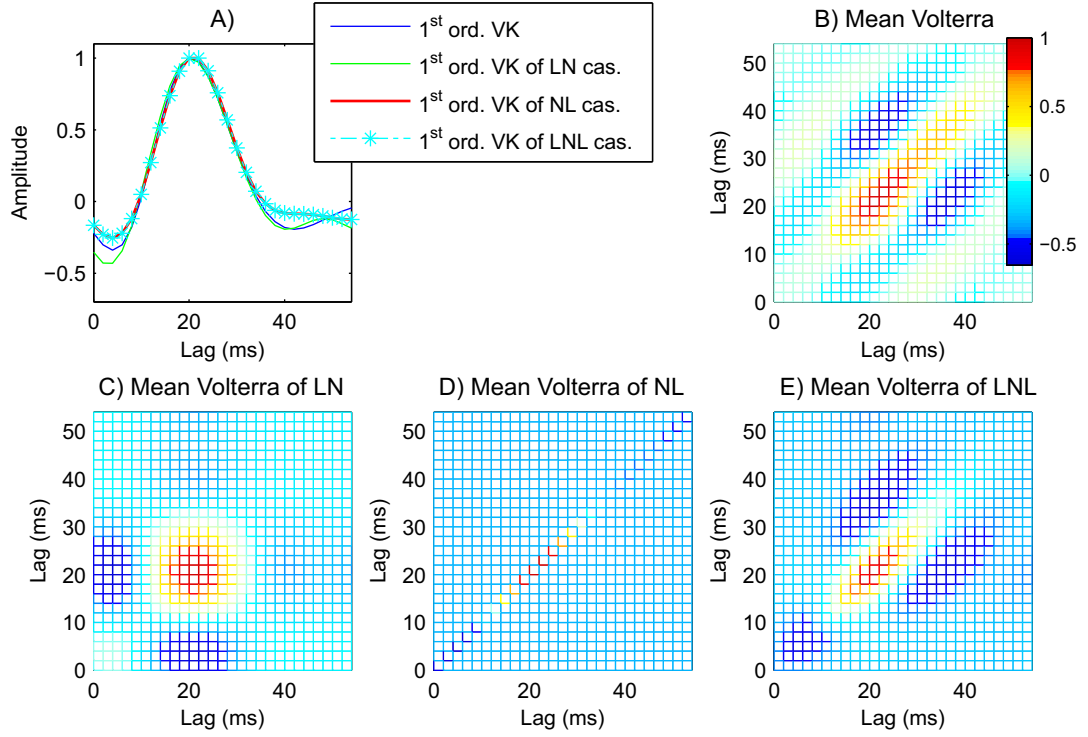 A)
1st ord. VK
1st ord. VK of LN cas.
1st ord. VK of NL cas.
1st ord. VK of LNL cas.
Amplitude
1
0.5
0
−0.5
0
20
40
Lag (ms)
B) Mean Volterra
Lag (ms)
50
40
30
20
10
0
0
20
40
Lag (ms)
1
0.5
0
−0.5
C) Mean Volterra of LN
Lag (ms)
50
40
30
20
10
0
0
20
40
Lag (ms)
D) Mean Volterra of NL
(ms)
50
40
30
20
10
0
0
20
40
Lag (ms)
E) Mean Volterra of LNL
Lag (ms)
50
40
30
20
10
0
0
20
40
Lag (ms)